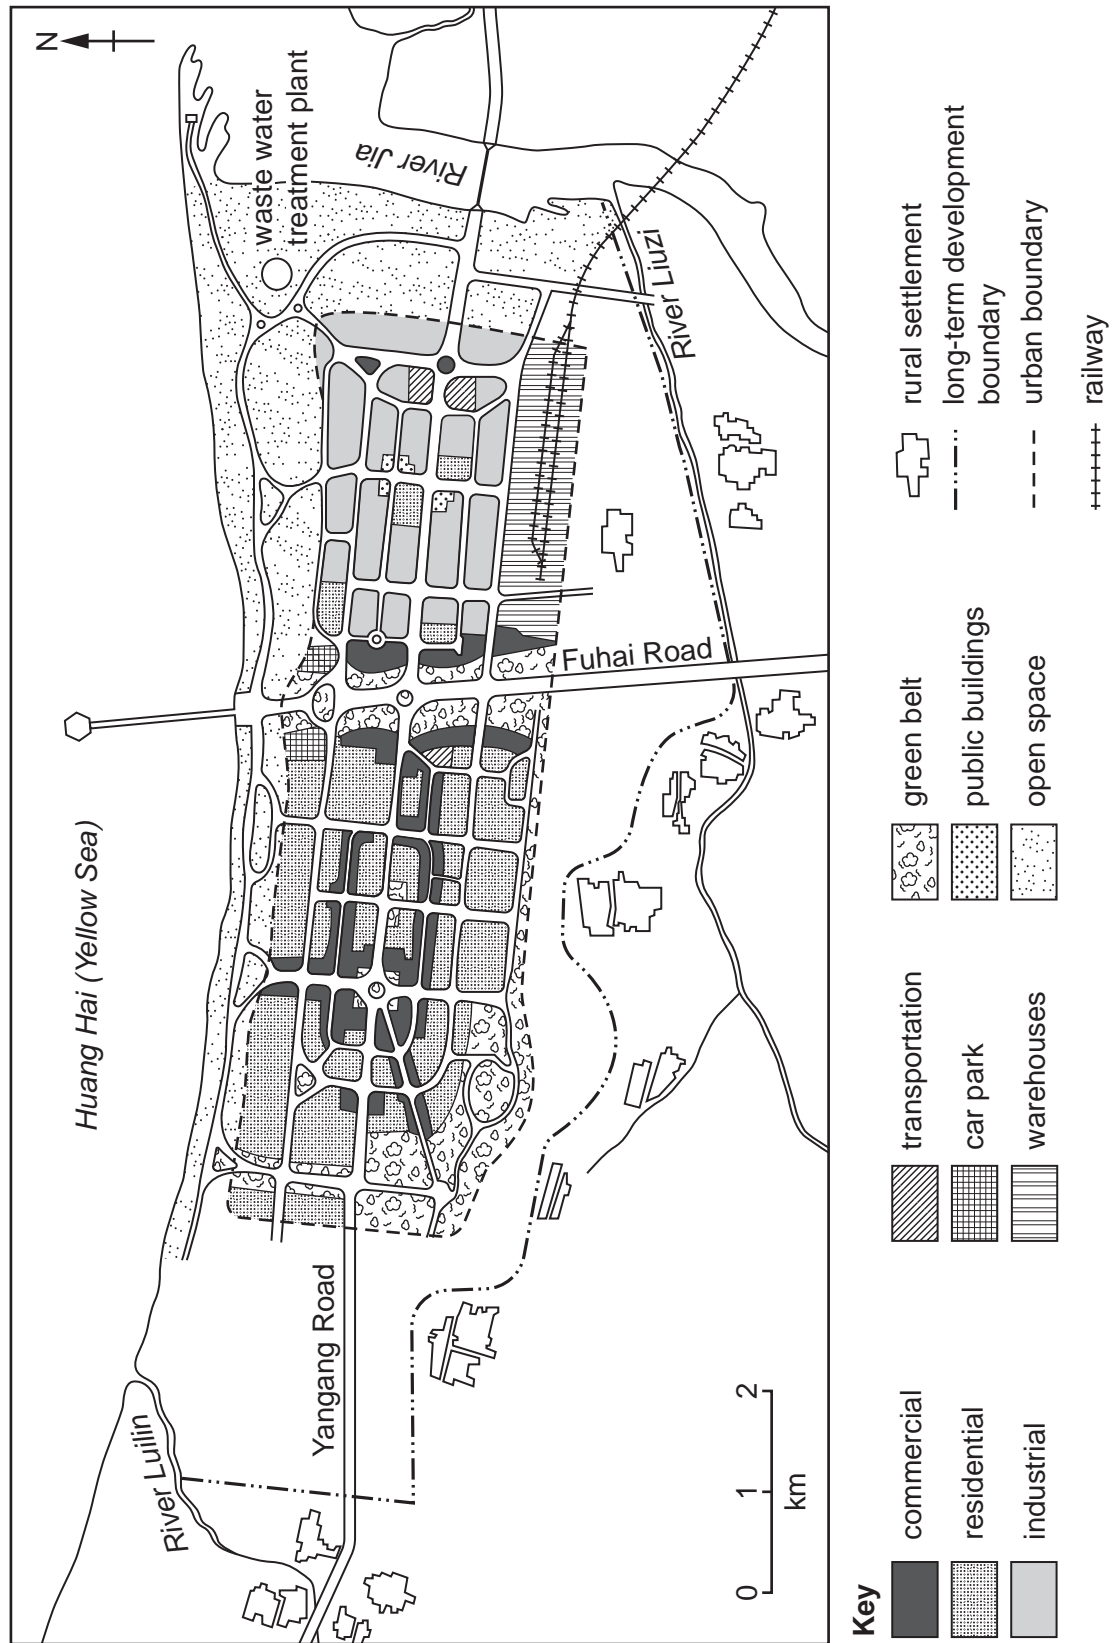 N
Huang Hai (Yellow Sea)
waste water
treatment plant
River Jia
River Liuzi
Fuhai Road
Yangang Road
River Luilin
0 1 2
km
Key
commercial
residential
industrial
transportation
car park
warehouses
green belt
public buildings
open space
rural settlement
long-term development
boundary
urban boundary
railway